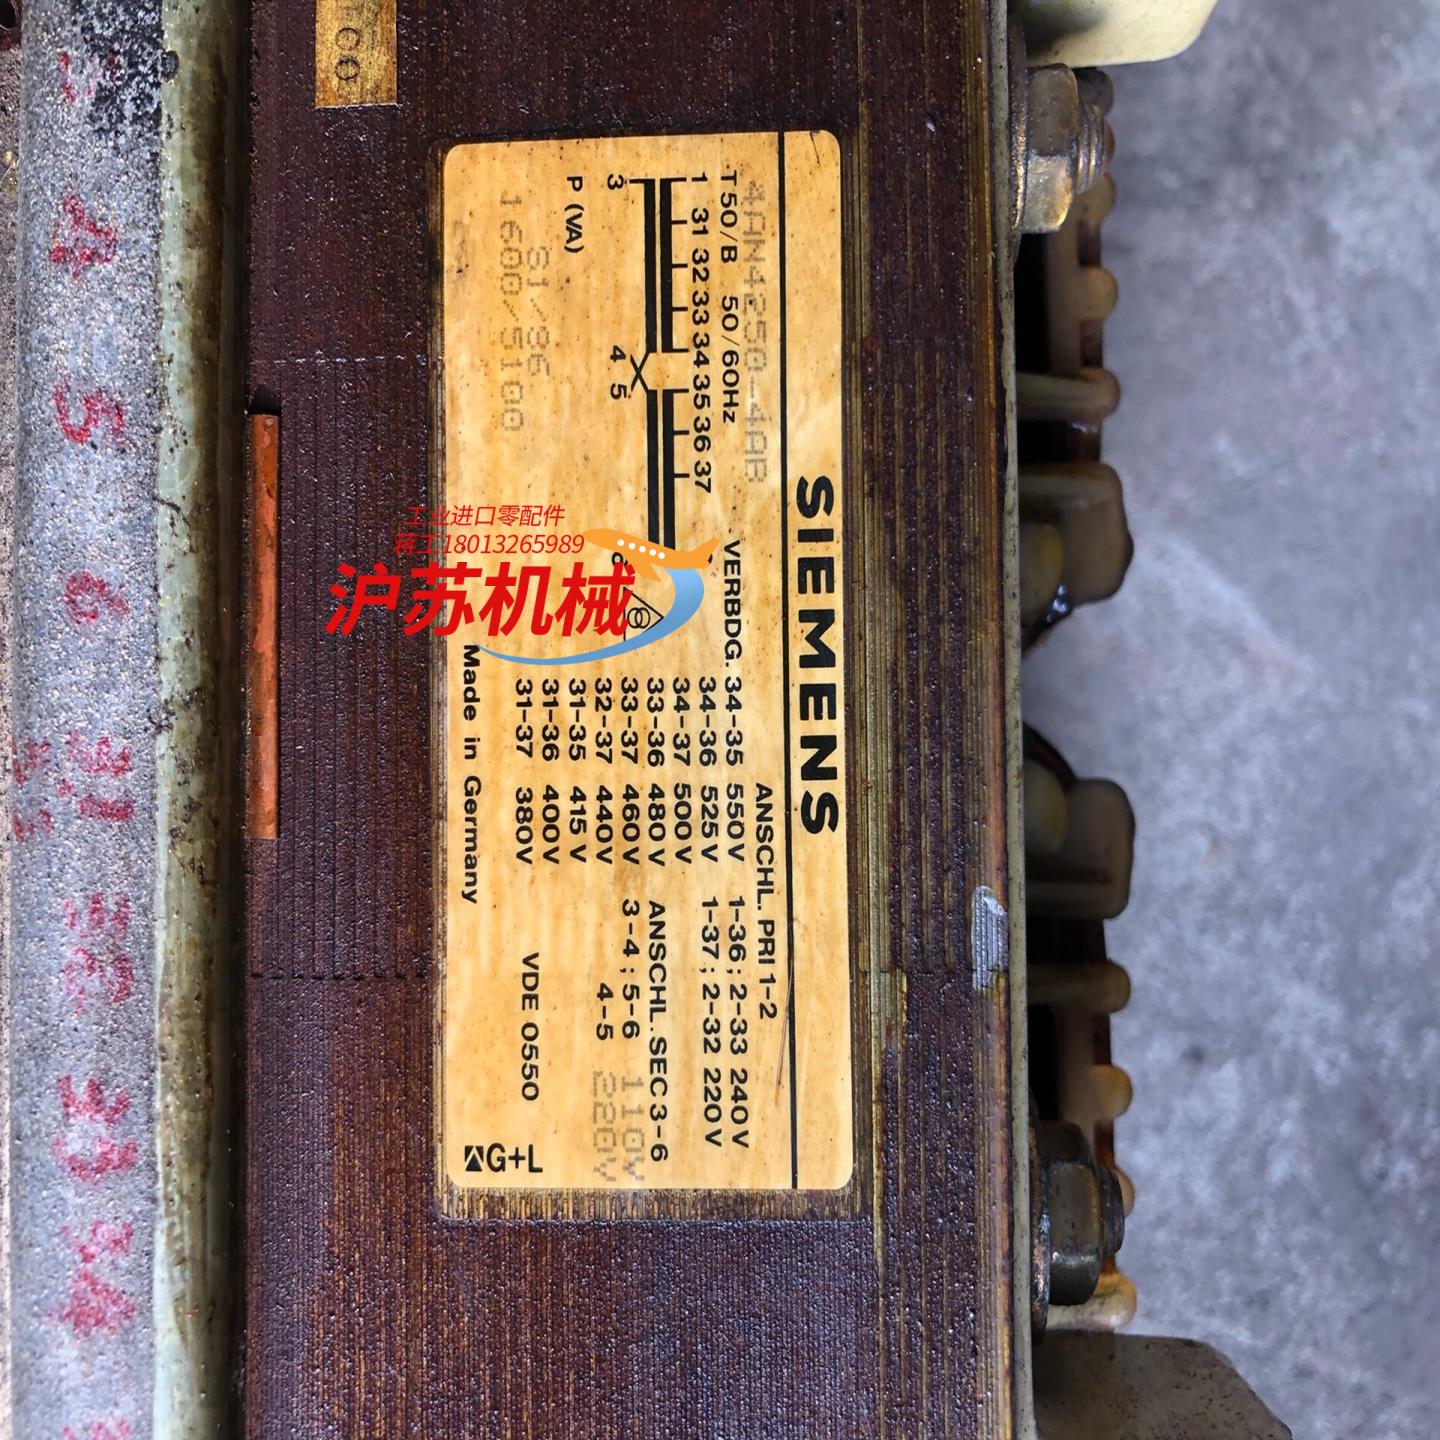 SIEMENS
4AM4250-4AB
T50/B 50/60Hz
1 31 32 33 34 35 36 37
3 4 5 6
P (VA)
S1/86
1600/5100
ANSCHL. PRI 1-2
VERBDG. 34-35 550V 1-36; 2-33 240V
34-36 525V 1-37; 2-32 220V
34-37 500V
33-36 480V ANSCHL. SEC 3-6
33-37 460V 3-4; 5-6 110V
32-37 440V 4-5 220V
31-35 415V
31-36 400V
31-37 380V VDE 0550
Made in Germany
G+L
工业进口零配件
蒋工18013265989
沪苏机械